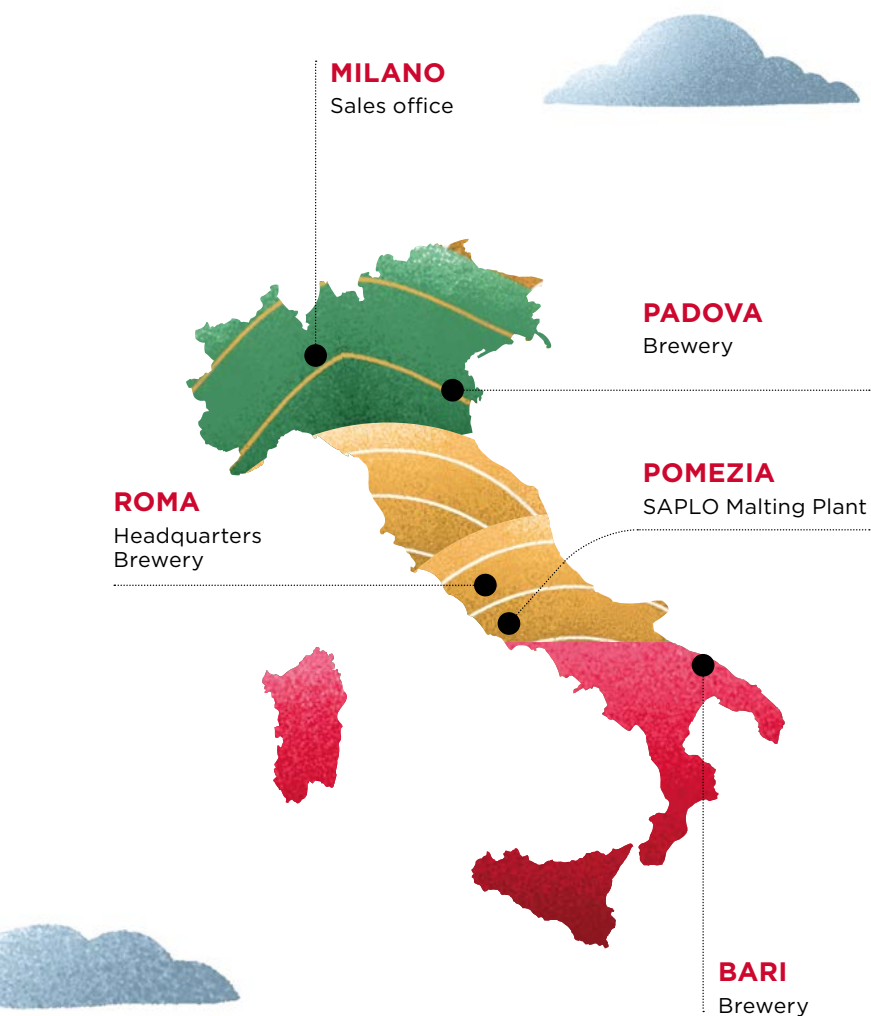 MILANO
Sales office
PADOVA
Brewery
POMEZIA
SAPLO Malting Plant
ROMA
Headquarters
Brewery
BARI
Brewery